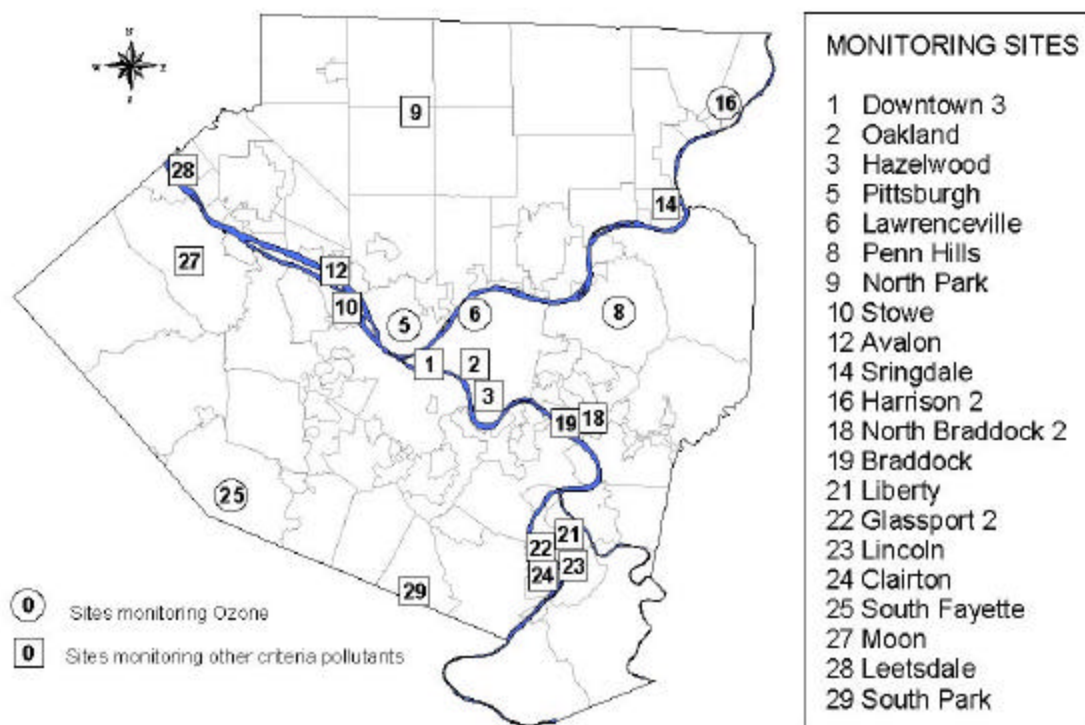 N
W E
S
16
9
28
14
27
12
10
5
6
8
1
2
3
19
18
25
21
22
23
24
29
0 Sites monitoring Ozone
0 Sites monitoring other criteria pollutants
MONITORING SITES
1 Downtown 3
2 Oakland
3 Hazelwood
5 Pittsburgh
6 Lawrenceville
8 Penn Hills
9 North Park
10 Stowe
12 Avalon
14 Sringdale
16 Harrison 2
18 North Braddock 2
19 Braddock
21 Liberty
22 Glassport 2
23 Lincoln
24 Clairton
25 South Fayette
27 Moon
28 Leetsdale
29 South Park